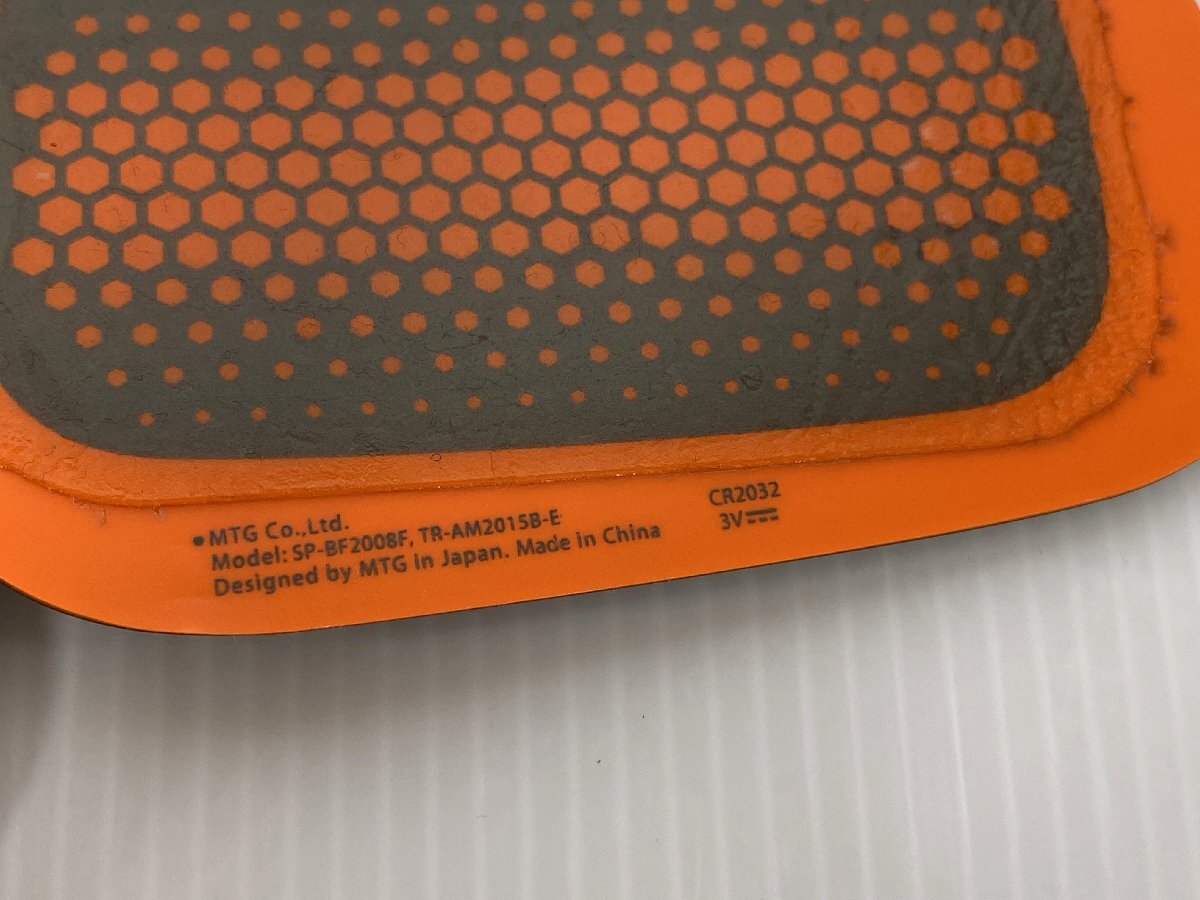 ●MTG Co.,Ltd.
Model: SP-BF2008F, TR-AM2015B-E
Designed by MTG in Japan. Made in China
CR2032
3V⎓